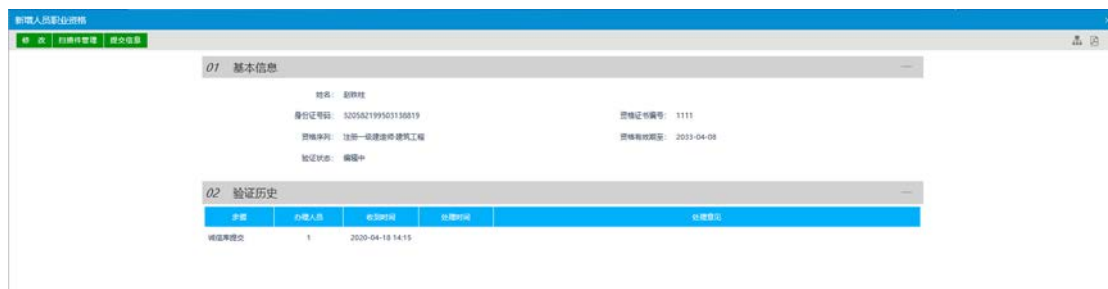 新增人员职业资格
修 改 扫描件管理 提交信息
01 基本信息
姓名： 赵铁柱
身份证号码： 320582199503138819 资格证书编号： 1111
资格序列： 注册一级建造师·建筑工程 资格有效期至： 2033-04-08
验证状态： 编辑中
02 验证历史
步骤 办理人员 收到时间 处理时间 处理意见
诚信库提交 1 2020-04-18 14:15